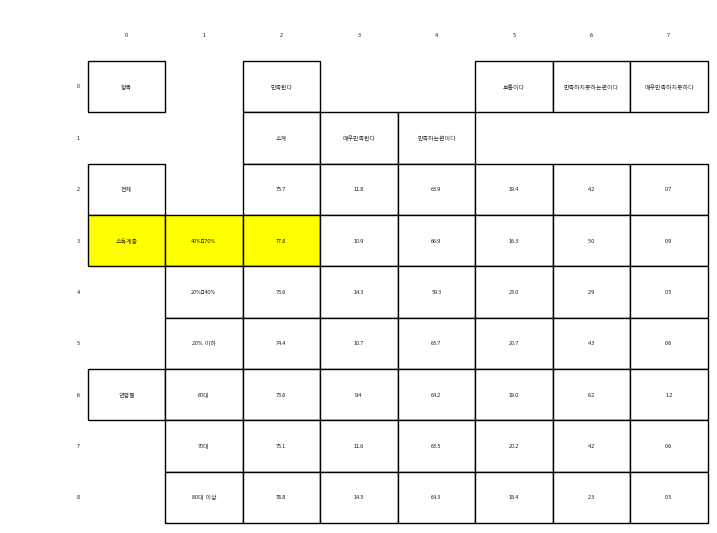 0 1 2 3 4 5 6 7
0 항목 만족한다 보통이다 만족하지못하는편이다 매우만족하지못하다
1 소계 매우만족한다 만족하는편이다
2 전체 75.7 11.8 63.9 19.4 4.2 0.7
3 소득계층 40%□70% 77.8 10.9 66.9 16.3 5.0 0.9
4 20%□40% 73.6 14.3 59.3 23.0 2.9 0.5
5 20% 이하 74.4 10.7 63.7 20.7 4.3 0.6
6 연령별 60대 73.6 9.4 64.2 19.0 6.2 1.2
7 70대 75.1 11.6 63.5 20.2 4.2 0.6
8 80대 이상 78.8 14.5 64.3 18.4 2.3 0.5